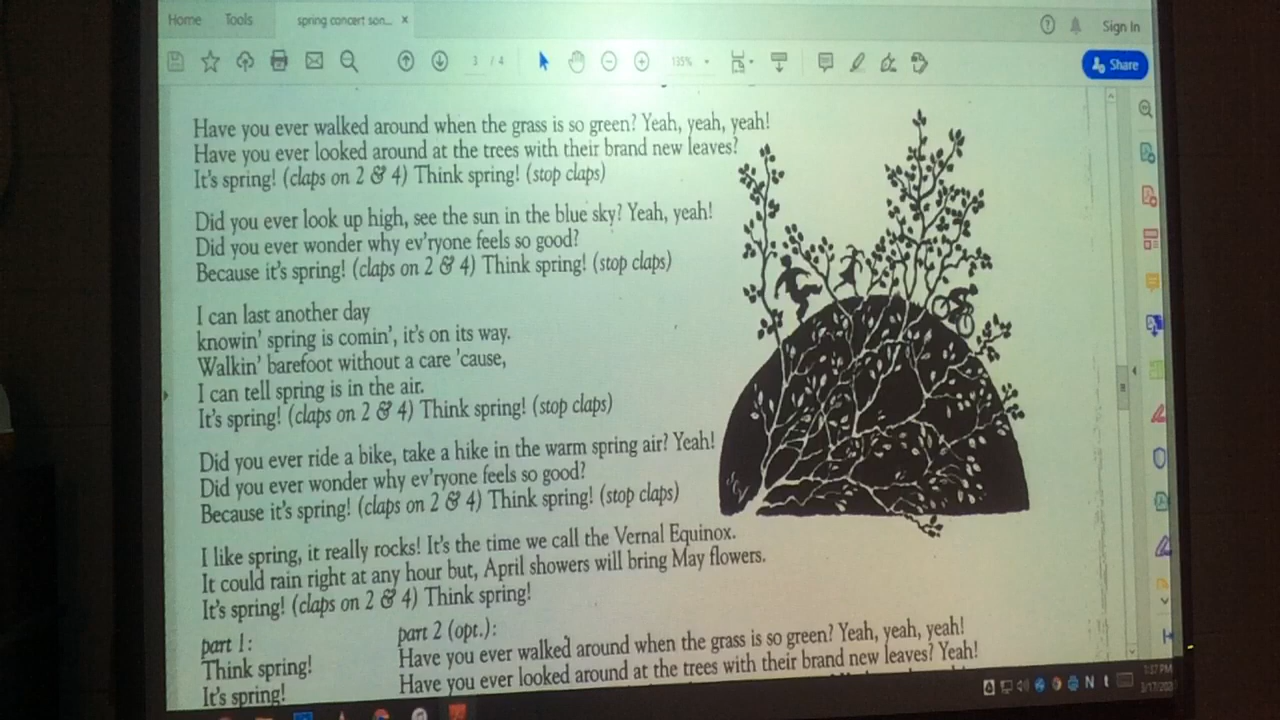 Home Tools spring concert son... ×
Sign In
3 / 4 135%
Share
Have you ever walked around when the grass is so green? Yeah, yeah, yeah!
Have you ever looked around at the trees with their brand new leaves?
It's spring! (claps on 2 & 4) Think spring! (stop claps)
Did you ever look up high, see the sun in the blue sky? Yeah, yeah!
Did you ever wonder why ev'ryone feels so good?
Because it's spring! (claps on 2 & 4) Think spring! (stop claps)
I can last another day
knowin' spring is comin', it's on its way.
Walkin' barefoot without a care 'cause,
I can tell spring is in the air.
It's spring! (claps on 2 & 4) Think spring! (stop claps)
Did you ever ride a bike, take a hike in the warm spring air? Yeah!
Did you ever wonder why ev'ryone feels so good?
Because it's spring! (claps on 2 & 4) Think spring! (stop claps)
I like spring, it really rocks! It's the time we call the Vernal Equinox.
It could rain right at any hour but, April showers will bring May flowers.
It's spring! (claps on 2 & 4) Think spring!
part 1:
Think spring!
It's spring!
part 2 (opt.):
Have you ever walked around when the grass is so green? Yeah, yeah, yeah!
Have you ever looked around at the trees with their brand new leaves? Yeah!
1:37 PM